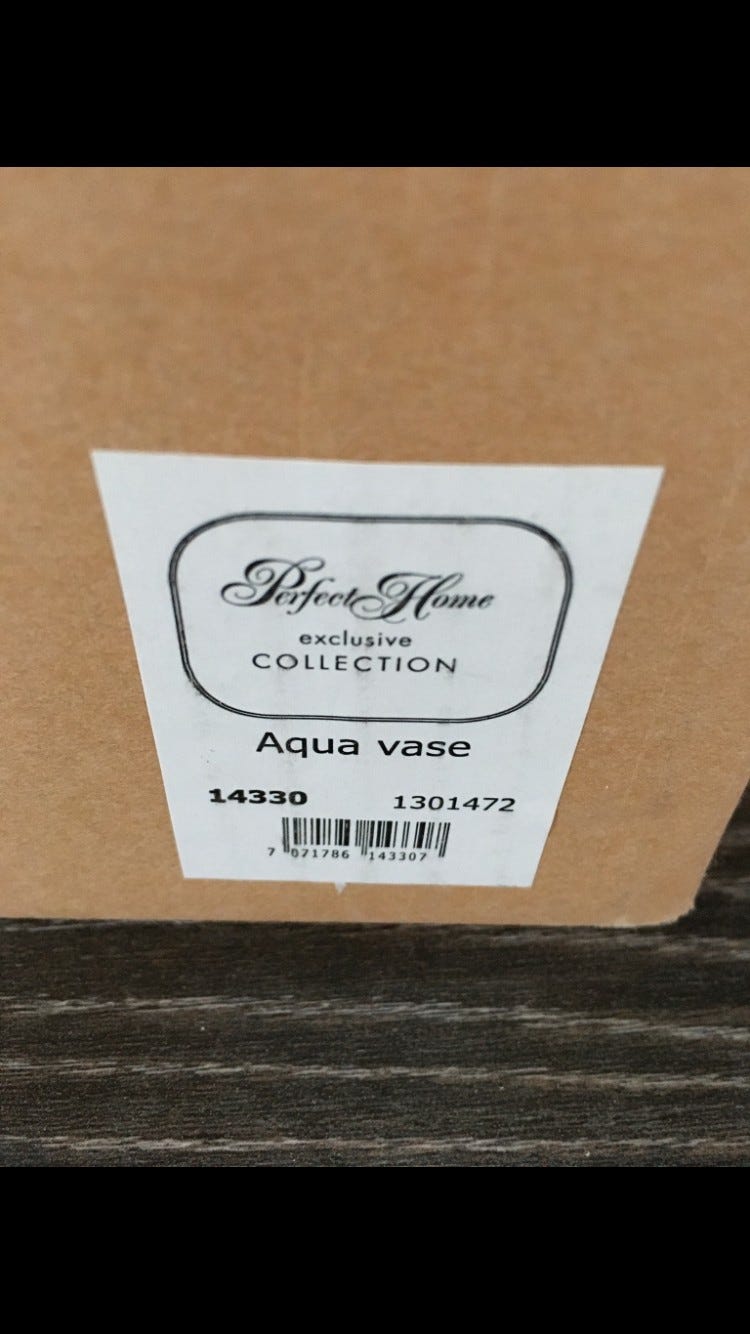 Perfect Home
exclusive
COLLECTION
Aqua vase
14330 1301472
7 071786 143307